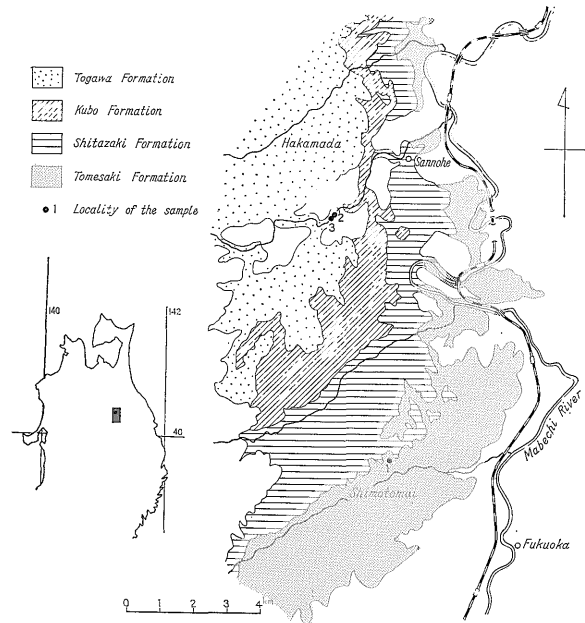 Togawa Formation
Kubo Formation
Shitazaki Formation
Tomesaki Formation
1 Locality of the sample
Hakamada
Sannohe
2
3
140
142
40
1
Shimotomai
Mabechi River
Fukuoka
0 1 2 3 4 km